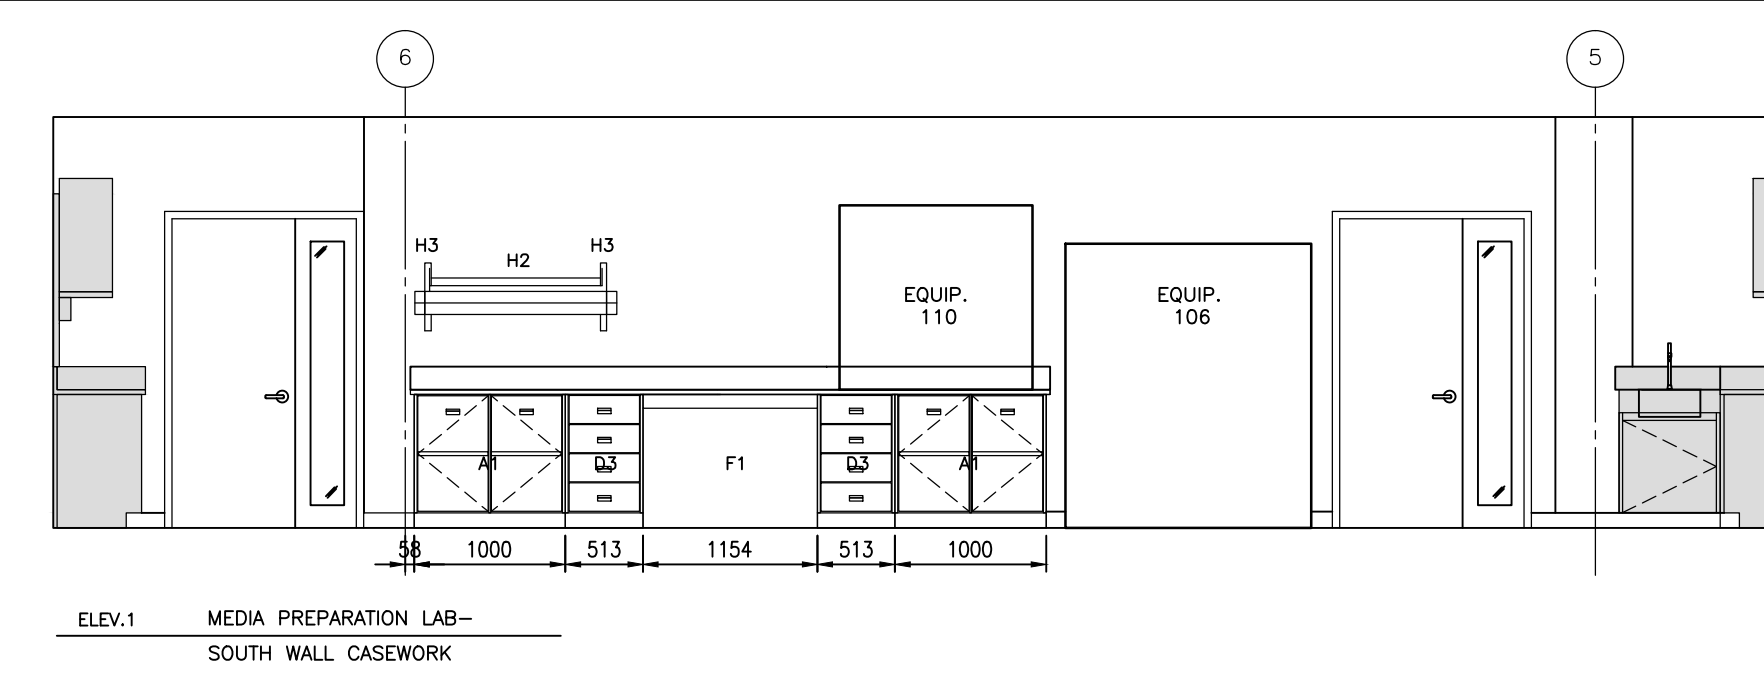 6
5
H3
H3
H2
EQUIP.
110
EQUIP.
106
A1
D3
F1
D3
A1
58
1000
513
1154
513
1000
ELEV.1
MEDIA PREPARATION LAB-
SOUTH WALL CASEWORK